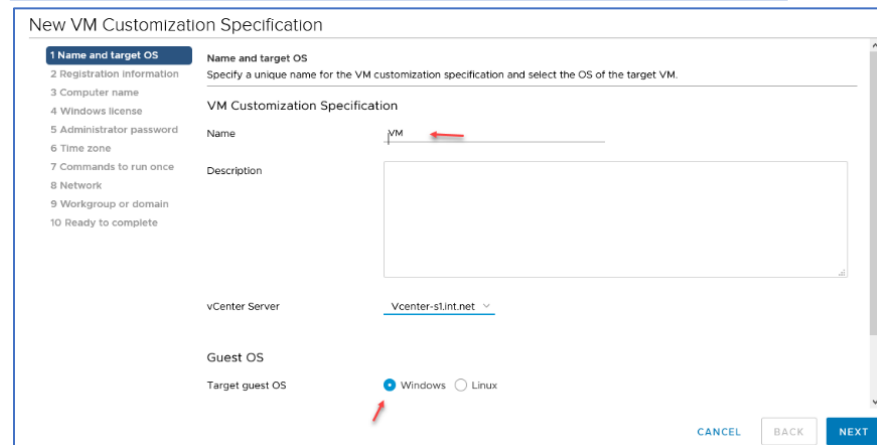 New VM Customization Specification
1 Name and target OS
2 Registration information
3 Computer name
4 Windows license
5 Administrator password
6 Time zone
7 Commands to run once
8 Network
9 Workgroup or domain
10 Ready to complete
Name and target OS
Specify a unique name for the VM customization specification and select the OS of the target VM.
VM Customization Specification
Name VM
Description
vCenter Server Vcenter-s1.int.net
Guest OS
Target guest OS Windows Linux
CANCEL BACK NEXT